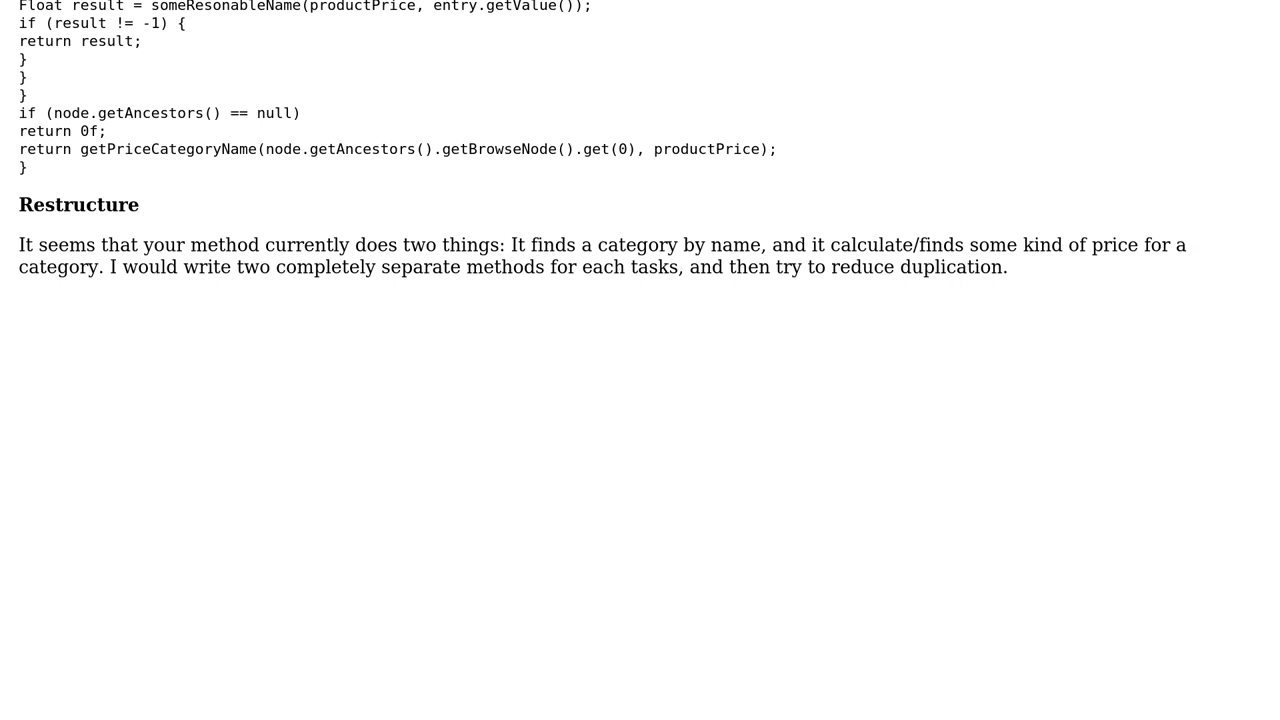 Float result = someResonableName(productPrice, entry.getValue());
if (result != -1) {
return result;
}
}
}
if (node.getAncestors() == null)
return 0f;
return getPriceCategoryName(node.getAncestors().getBrowseNode().get(0), productPrice);
}
Restructure
It seems that your method currently does two things: It finds a category by name, and it calculate/finds some kind of price for a
category. I would write two completely separate methods for each tasks, and then try to reduce duplication.